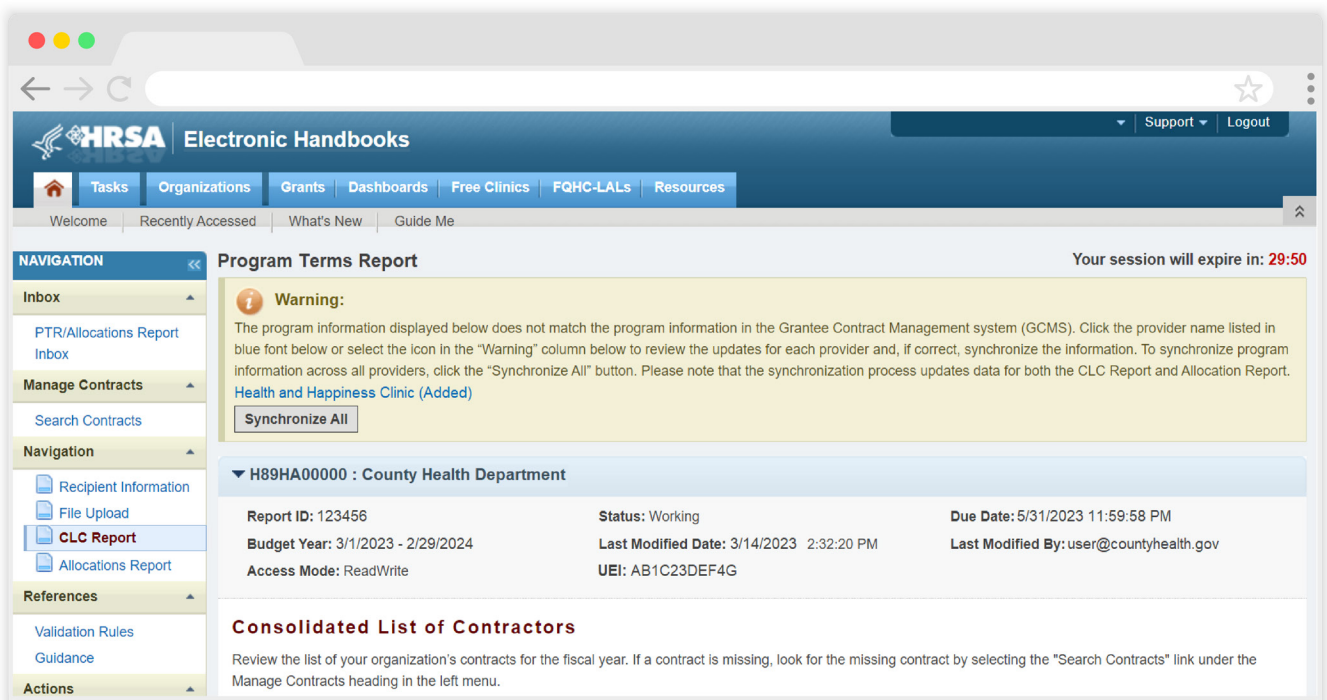 HRSA Electronic Handbooks
Support Logout
Tasks Organizations Grants Dashboards Free Clinics FQHC-LALs Resources
Welcome Recently Accessed What's New Guide Me
NAVIGATION
Inbox
PTR/Allocations Report
Inbox
Manage Contracts
Search Contracts
Navigation
Recipient Information
File Upload
CLC Report
Allocations Report
References
Validation Rules
Guidance
Actions
Program Terms Report
Your session will expire in: 29:50
Warning:
The program information displayed below does not match the program information in the Grantee Contract Management system (GCMS). Click the provider name listed in
blue font below or select the icon in the “Warning” column below to review the updates for each provider and, if correct, synchronize the information. To synchronize program
information across all providers, click the “Synchronize All” button. Please note that the synchronization process updates data for both the CLC Report and Allocation Report.
Health and Happiness Clinic (Added)
Synchronize All
H89HA00000 : County Health Department
Report ID: 123456 Status: Working Due Date: 5/31/2023 11:59:58 PM
Budget Year: 3/1/2023 - 2/29/2024 Last Modified Date: 3/14/2023 2:32:20 PM Last Modified By: user@countyhealth.gov
Access Mode: ReadWrite UEI: AB1C23DEF4G
Consolidated List of Contractors
Review the list of your organization’s contracts for the fiscal year. If a contract is missing, look for the missing contract by selecting the "Search Contracts" link under the
Manage Contracts heading in the left menu.